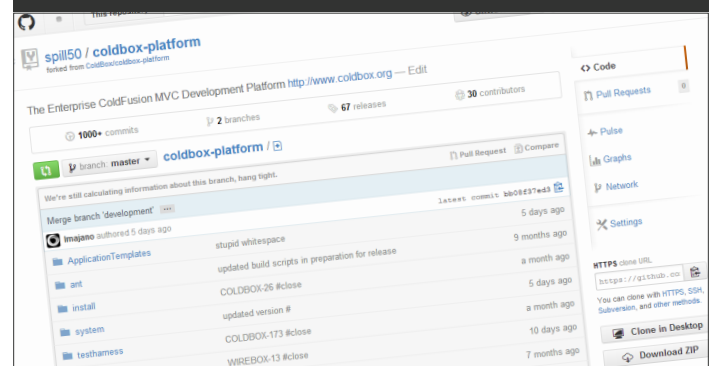 This repository
spill50 / coldbox-platform
forked from ColdBox/coldbox-platform
The Enterprise ColdFusion MVC Development Platform http://www.coldbox.org — Edit
1000+ commits
2 branches
67 releases
30 contributors
branch: master
coldbox-platform /
We're still calculating information about this branch, hang tight.
Pull Request
Compare
Merge branch 'development' ...
lmajano authored 5 days ago
latest commit bb08f37ed3
ApplicationTemplates
stupid whitespace
5 days ago
ant
updated build scripts in preparation for release
9 months ago
install
COLDBOX-26 #close
a month ago
system
updated version #
5 days ago
testharness
COLDBOX-173 #close
a month ago
WIREBOX-13 #close
10 days ago
7 months ago
Code
Pull Requests
0
Pulse
Graphs
Network
Settings
HTTPS clone URL
https://github.co
You can clone with HTTPS, SSH,
Subversion, and other methods.
Clone in Desktop
Download ZIP